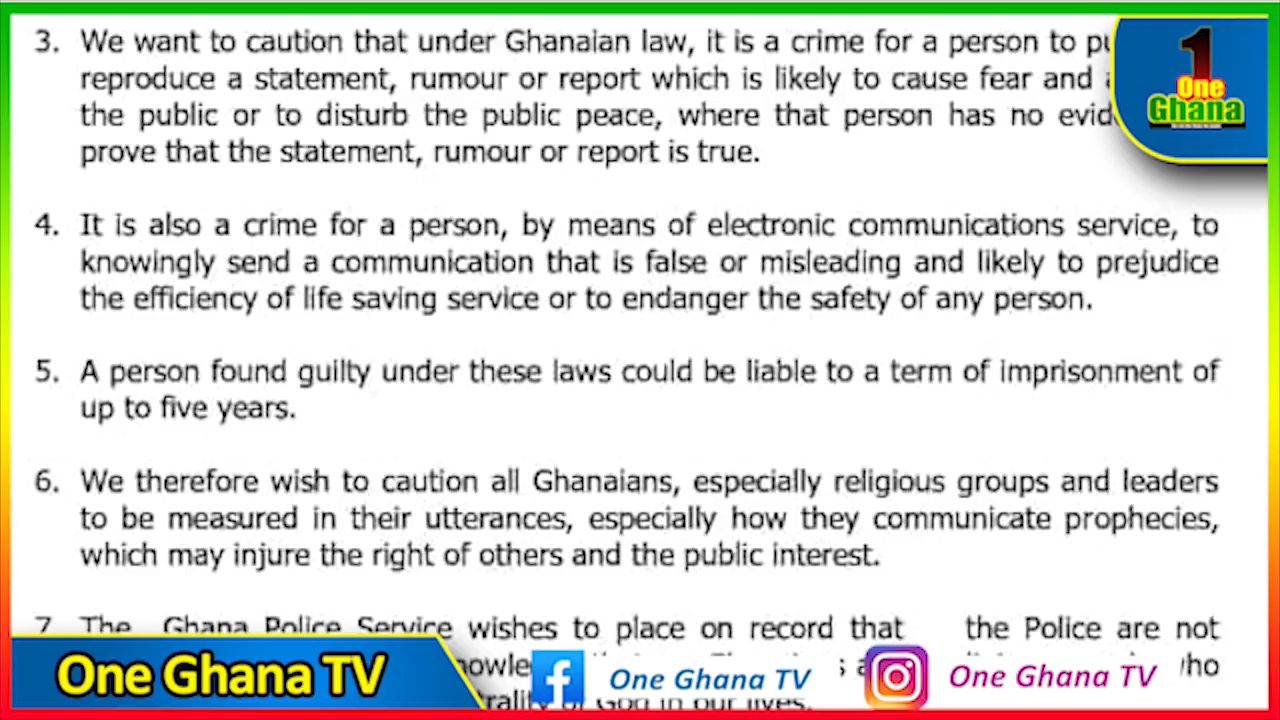 3. We want to caution that under Ghanaian law, it is a crime for a person to
reproduce a statement, rumour or report which is likely to cause fear and
the public or to disturb the public peace, where that person has no
prove that the statement, rumour or report is true.
4. It is also a crime for a person, by means of electronic communications service, to
knowingly send a communication that is false or misleading and likely to prejudice
the efficiency of life saving service or to endanger the safety of any person.
5. A person found guilty under these laws could be liable to a term of imprisonment of
up to five years.
6. We therefore wish to caution all Ghanaians, especially religious groups and leaders
to be measured in their utterances, especially how they communicate prophecies,
which may injure the right of others and the public interest.
7. The Ghana Police Service wishes to place on record that the Police are not
God in our lives.
1
One
Ghana
One Ghana TV
One Ghana TV
One Ghana TV